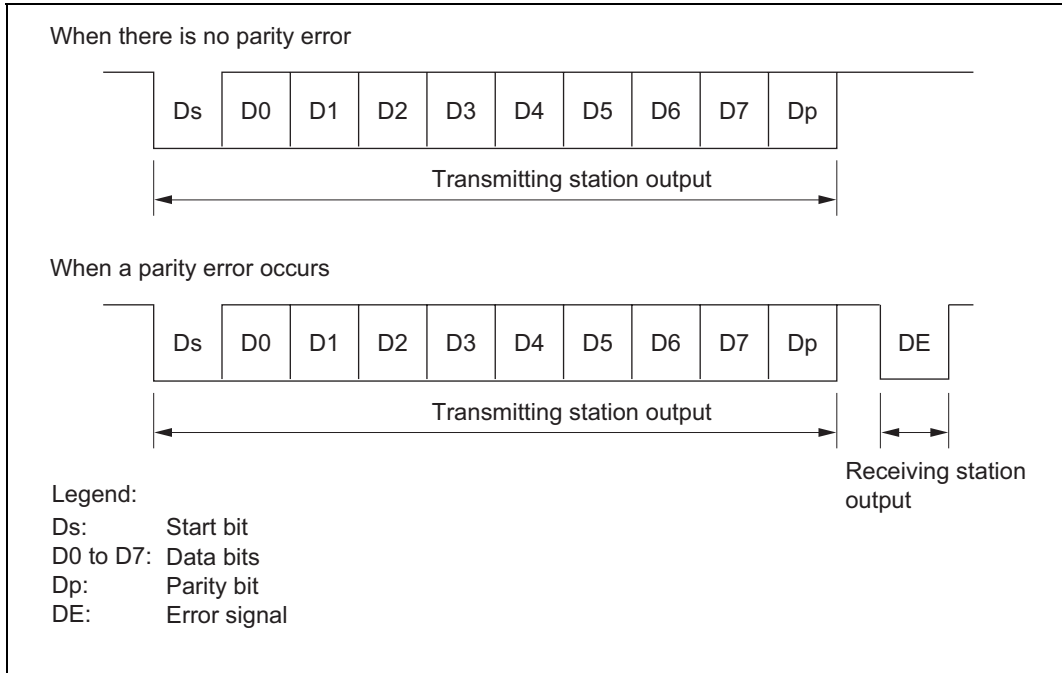 When there is no parity error
Ds D0 D1 D2 D3 D4 D5 D6 D7 Dp
Transmitting station output
When a parity error occurs
Ds D0 D1 D2 D3 D4 D5 D6 D7 Dp DE
Transmitting station output
Receiving station
output
Legend:
Ds: Start bit
D0 to D7: Data bits
Dp: Parity bit
DE: Error signal